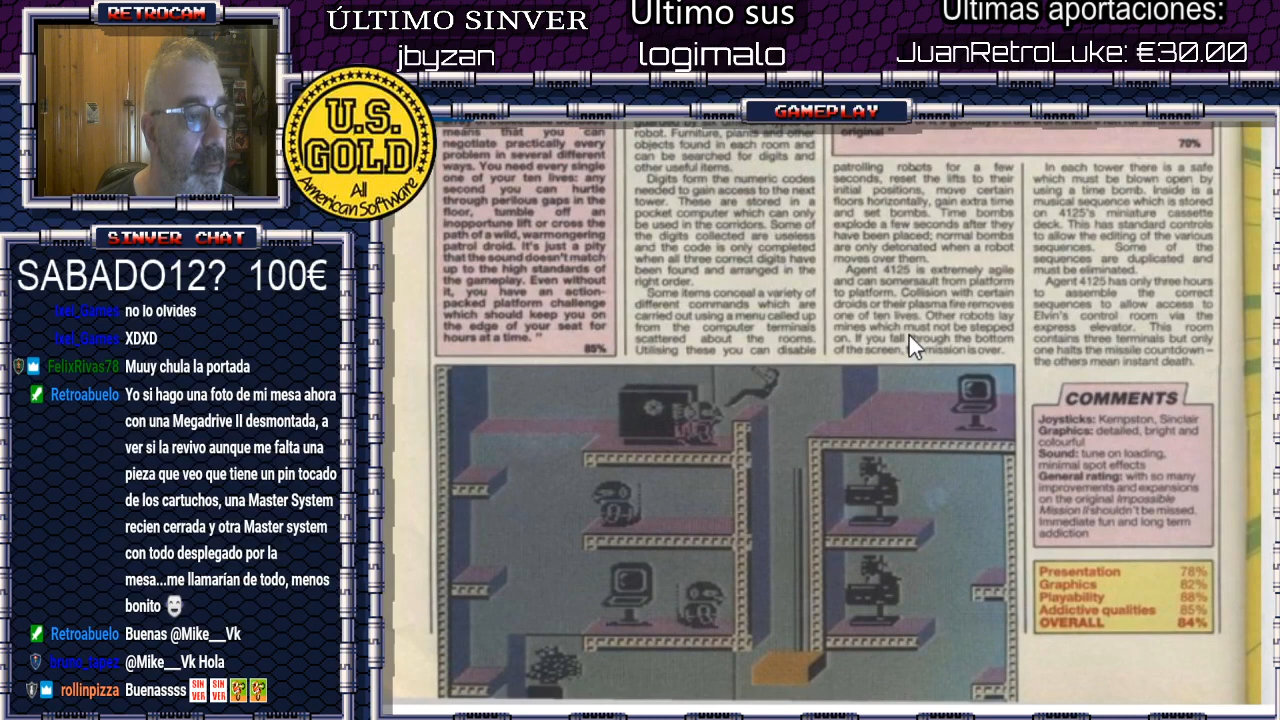 RETROCAM
ÚLTIMO SINVER
jbyzan
Último sus
logimalo
Últimas aportaciones:
JuanRetroLuke: €30.00
U.S.
GOLD
All
American Software
GAMEPLAY
SINVER CHAT
SABADO12? 100€
Ixel_Games no lo olvides
Ixel_Games XDXD
FelixRivas78 Muuy chula la portada
Retroabuelo Yo si hago una foto de mi mesa ahora
con una Megadrive II desmontada, a
ver si la revivo aunque me falta una
pieza que veo que tiene un pin tocado
de los cartuchos, una Master System
recien cerrada y otra Master system
con todo desplegado por la
mesa...me llamarían de todo, menos
bonito
Retroabuelo Buenas @Mike__Vk
bruno_tapez @Mike__Vk Hola
rollinpizza Buenassss SIN VER SIN VER
means that you can
negotiate practically every
problem in several different
ways. You need every single
one of your ten lives: any
second you can hurtle
through perilous gaps in the
floor, tumble off an
inopportune lift or cross the
path of a wild, warmongering
patrol droid. It's just a pity
that the sound doesn't match
up to the high standards of
the gameplay. Even without
it, you have an action-
packed platform challenge
which should keep you on
the edge of your seat for
hours at a time. "
85%
robot. Furniture, plants and other
objects found in each room and
can be searched for digits and
other useful items.
Digits form the numeric codes
needed to gain access to the next
tower. These are stored in a
pocket computer which can only
be used in the corridors. Some of
the digits collected are useless
and the code is only completed
when all three correct digits have
been found and arranged in the
right order.
Some items conceal a variety of
different commands which are
carried out using a menu called up
from the computer terminals
scattered about the rooms.
Utilising these you can disable
original "
70%
patrolling robots for a few
seconds, reset the lifts to their
initial positions, move certain
floors horizontally, gain extra time
and set bombs. Time bombs
explode a few seconds after they
have been placed; normal bombs
are only detonated when a robot
moves over them.
Agent 4125 is extremely agile
and can somersault from platform
to platform. Collision with certain
droids or their plasma fire removes
one of ten lives. Other robots lay
mines which must not be stepped
on. If you fall through the bottom
of the screen, mission is over.
In each tower there is a safe
which must be blown open by
using a time bomb. Inside is a
musical sequence which is stored
on 4125's miniature cassette
deck. This has standard controls
to allow the editing of the various
sequences. Some of the
sequences are duplicated and
must be eliminated.
Agent 4125 has only three hours
to assemble the correct
sequences to allow access to
Elvin's control room via the
express elevator. This room
contains three terminals but only
one halts the missile countdown –
the others mean instant death.
COMMENTS
Joysticks: Kempston, Sinclair
Graphics: detailed, bright and
colourful
Sound: tune on loading,
minimal spot effects
General rating: with so many
improvements and expansions
on the original Impossible
Mission II shouldn't be missed.
Immediate fun and long term
addiction
Presentation 78%
Graphics 82%
Playability 88%
Addictive qualities 85%
OVERALL 84%